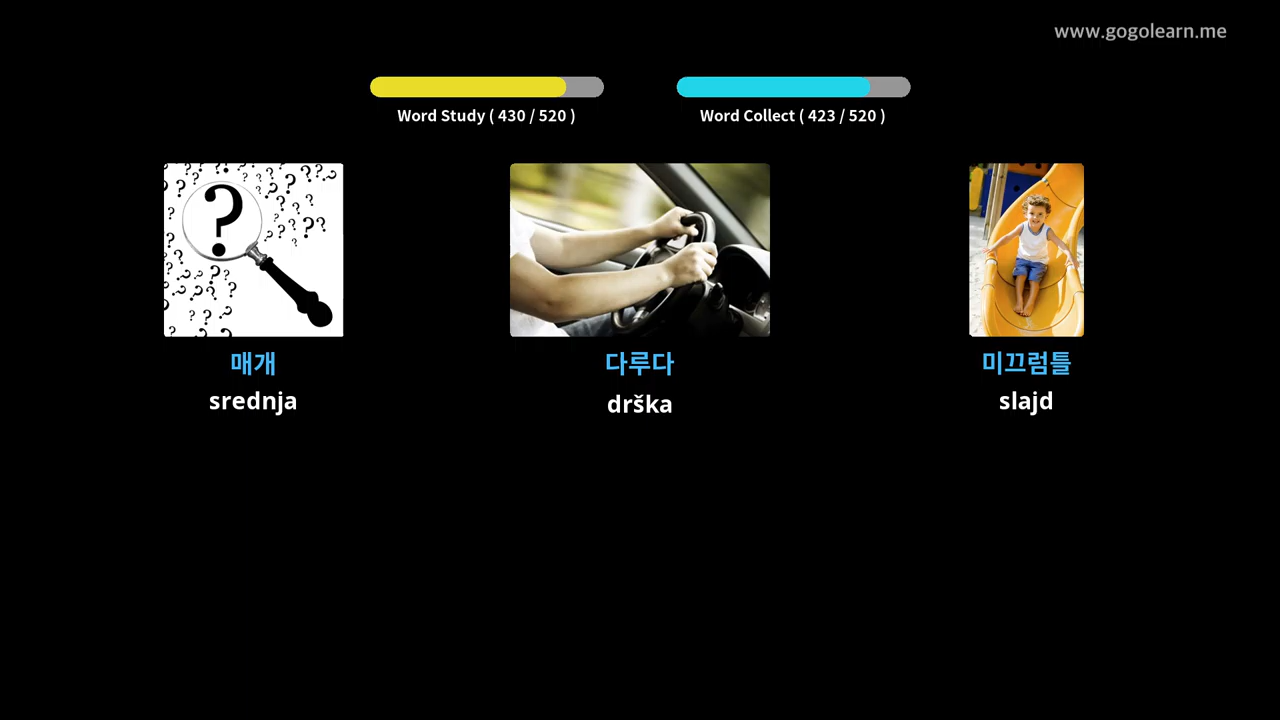 www.gogolearn.me
Word Study ( 430 / 520 )
Word Collect ( 423 / 520 )
매개
다루다
미끄럼틀
srednja
drška
slajd